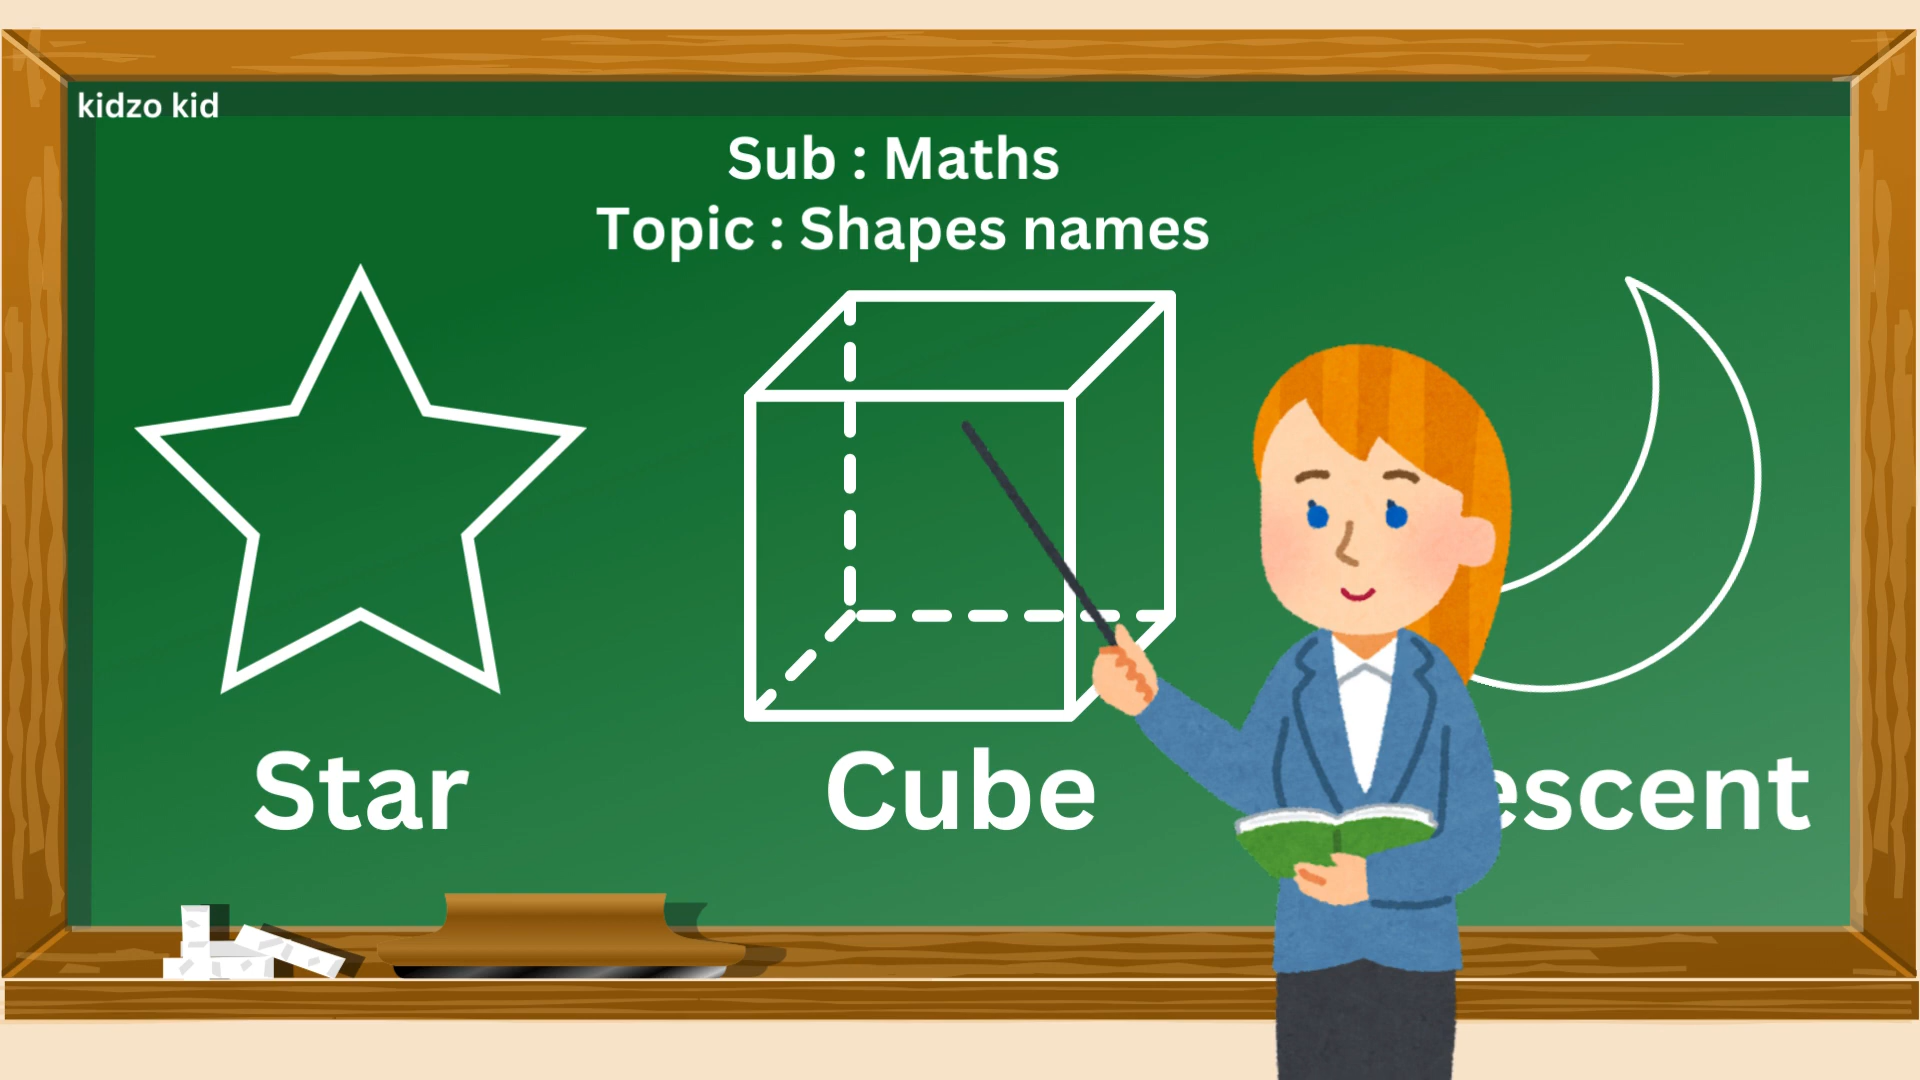 kidzo kid
Sub : Maths
Topic : Shapes names
Star
Cube
escent